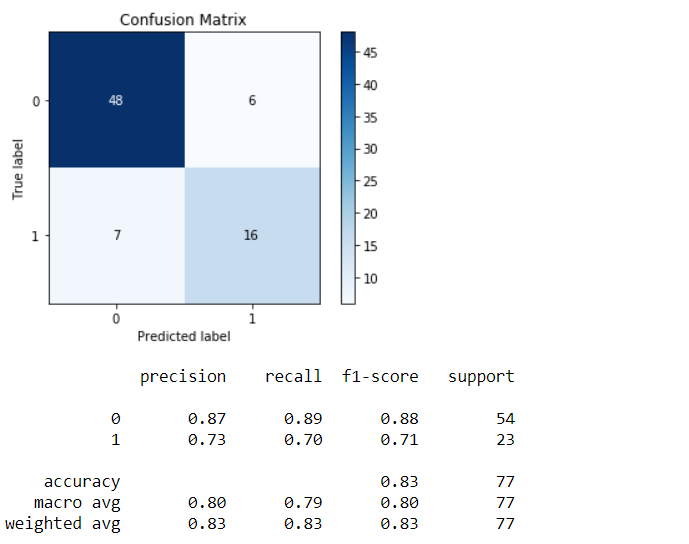 Confusion Matrix
0
48
6
True label
1
7
16
0
1
Predicted label
45
40
35
30
25
20
15
10
precision recall f1-score support
0 0.87 0.89 0.88 54
1 0.73 0.70 0.71 23
accuracy 0.83 77
macro avg 0.80 0.79 0.80 77
weighted avg 0.83 0.83 0.83 77